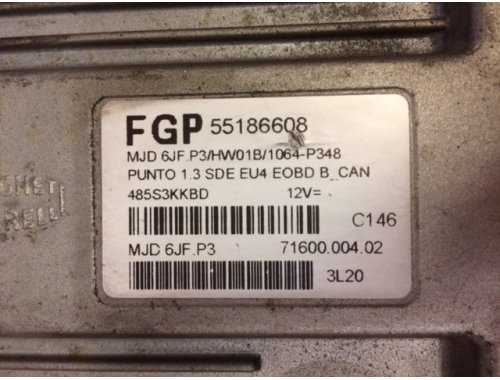 FGP 55186608
MJD 6JF.P3/HW01B/1064-P348
PUNTO 1.3 SDE EU4 EOBD B_CAN
485S3KKBD 12V=
C146
MJD 6JF.P3 71600.004.02
3L20